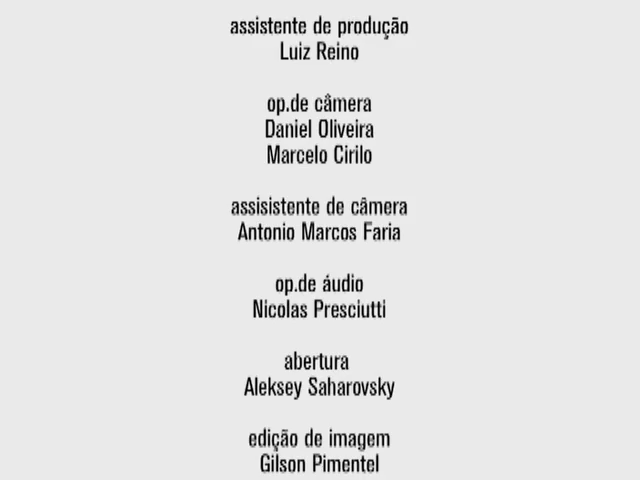 assistente de produção
Luiz Reino
op.de câmera
Daniel Oliveira
Marcelo Cirilo
assisistente de câmera
Antonio Marcos Faria
op.de áudio
Nicolas Presciutti
abertura
Aleksey Saharovsky
edição de imagem
Gilson Pimentel